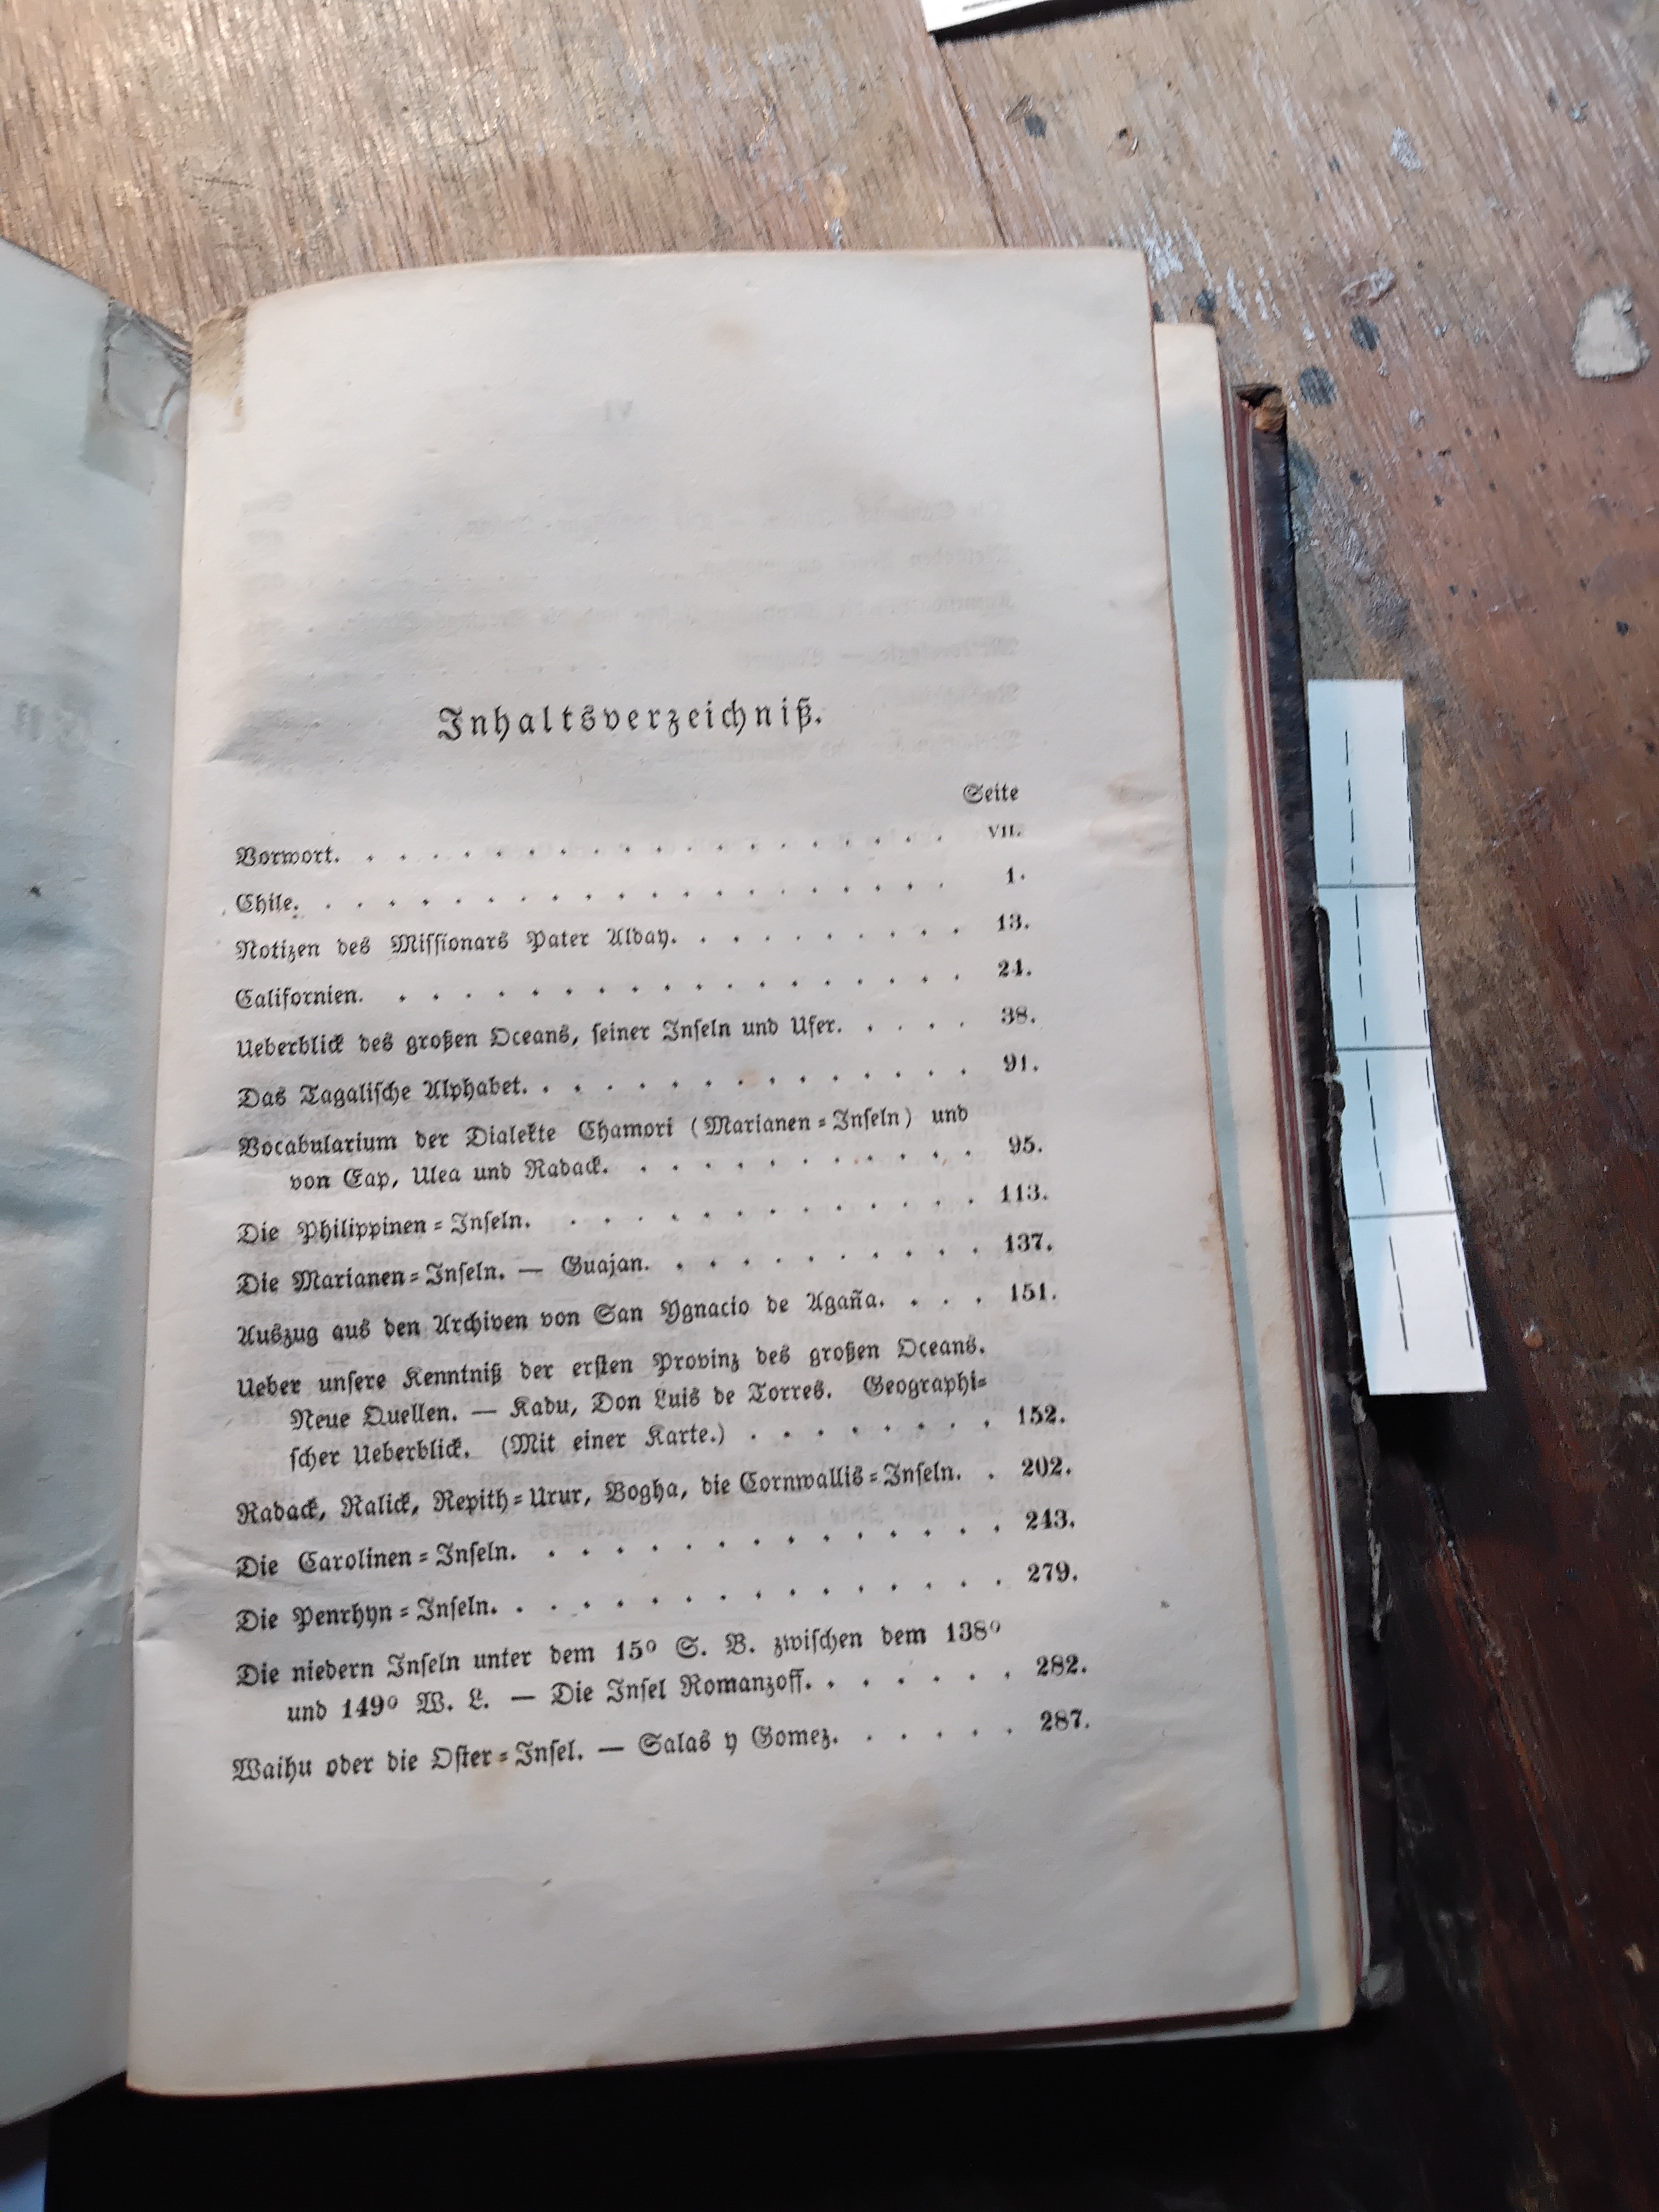 Inhaltsverzeichniß.
Seite
Vorwort. . . . . . . . . . . . . . . . . . . VII.
Chile. . . . . . . . . . . . . . . . . . . . 1.
Notizen des Missionars Pater Alday. . . . . . . . . . 13.
Californien. . . . . . . . . . . . . . . . . . . 24.
Ueberblick des großen Oceans, seiner Inseln und Ufer. . . . . 38.
Das Tagalische Alphabet. . . . . . . . . . . . . . . 91.
Vocabularium der Dialekte Chamori (Marianen=Inseln) und
von Eap, Ulea und Radack. . . . . . . . . . . . 95.
Die Philippinen=Inseln. . . . . . . . . . . . . . 113.
Die Marianen=Inseln. — Guajan. . . . . . . . . . . 137.
Auszug aus den Archiven von San Ygnacio de Agaña. . . . 151.
Ueber unsere Kenntniß der ersten Provinz des großen Oceans.
Neue Quellen. — Kadu, Don Luis de Torres. Geographi=
scher Ueberblick. (Mit einer Karte.) . . . . . . . . 152.
Radack, Ralick, Repith=Urur, Bogha, die Cornwallis=Inseln. . 202.
Die Carolinen=Inseln. . . . . . . . . . . . . . . 243.
Die Penrhyn=Inseln. . . . . . . . . . . . . . . . 279.
Die niedern Inseln unter dem 15º S. B. zwischen dem 138º
und 149º W. L. — Die Insel Romanzoff. . . . . . . . 282.
Waihu oder die Oster=Insel. — Salas y Gomez. . . . . . 287.